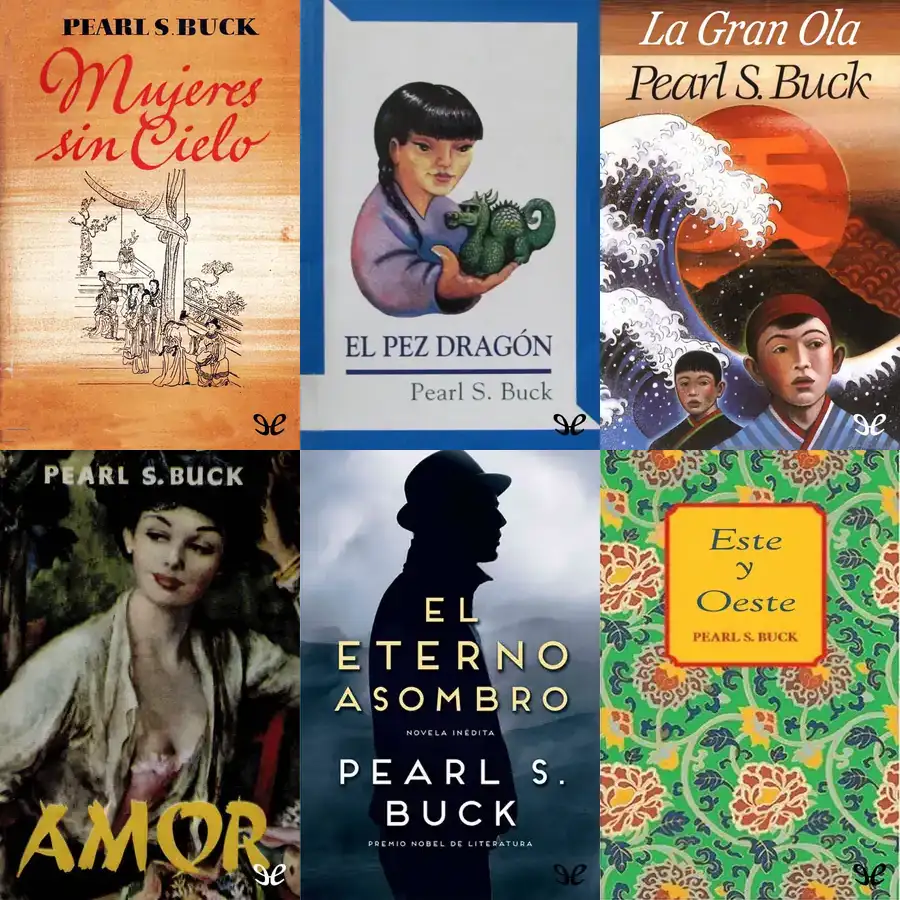 PEARL S. BUCK
Mujeres
sin Cielo
EL PEZ DRAGÓN
Pearl S. Buck
La Gran Ola
Pearl S. Buck
PEARL S. BUCK
AMOR
EL
ETERNO
ASOMBRO
NOVELA INÉDITA
PEARL S.
BUCK
PREMIO NOBEL DE LITERATURA
Este
y
Oeste
PEARL S. BUCK